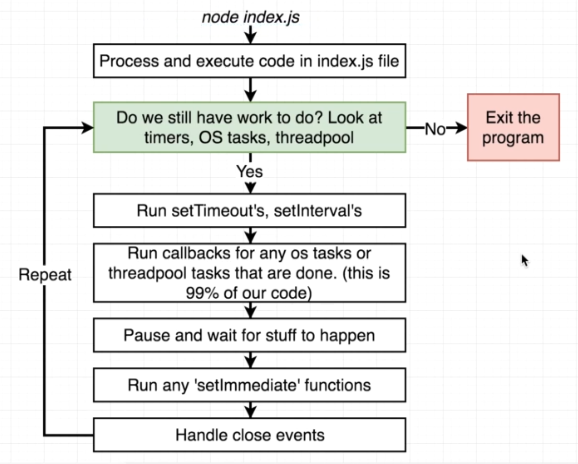 node index.js
Process and execute code in index.js file
Do we still have work to do? Look at
timers, OS tasks, threadpool
No
Exit the
program
Yes
Run setTimeout's, setInterval's
Run callbacks for any os tasks or
threadpool tasks that are done. (this is
99% of our code)
Repeat
Pause and wait for stuff to happen
Run any 'setImmediate' functions
Handle close events